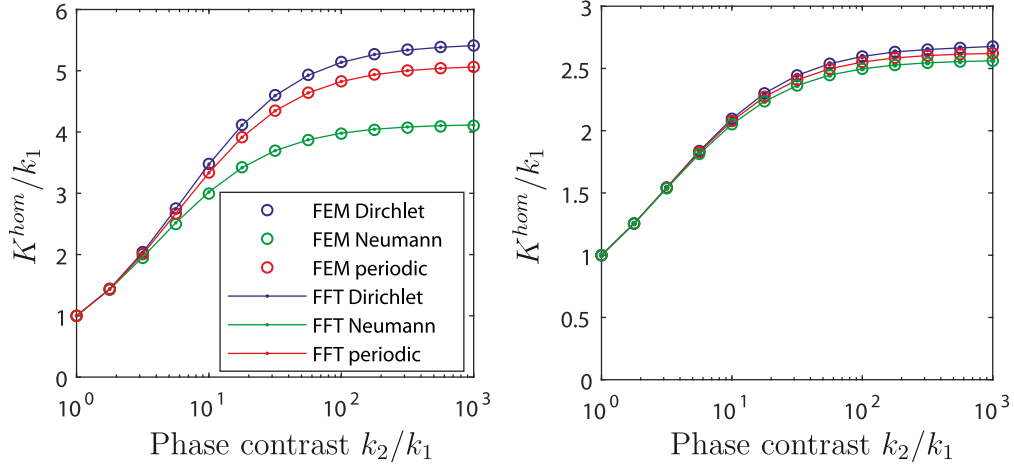 6
5
4
3
2
1
0
K^hom/k_1
10^0
10^1
10^2
10^3
Phase contrast k_2/k_1
FEM Dirchlet
FEM Neumann
FEM periodic
FFT Dirichlet
FFT Neumann
FFT periodic
3
2.5
2
1.5
1
0.5
0
K^hom/k_1
10^0
10^1
10^2
10^3
Phase contrast k_2/k_1